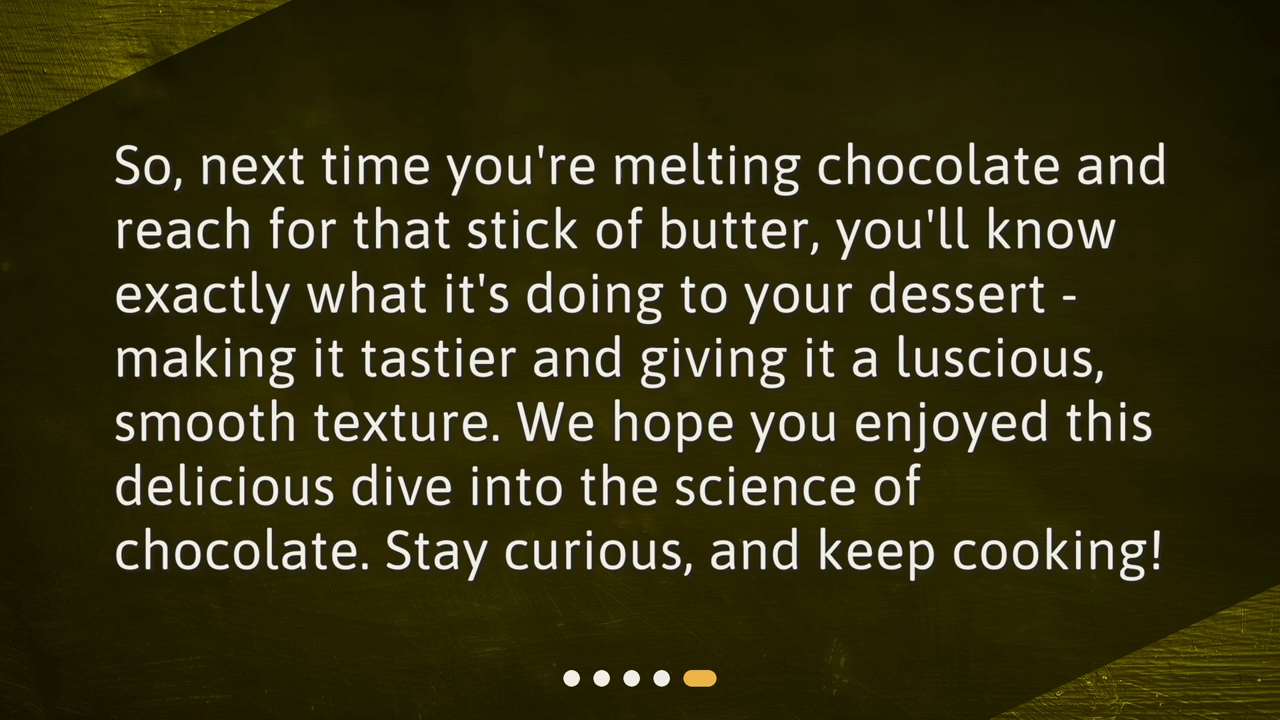 So, next time you're melting chocolate and
reach for that stick of butter, you'll know
exactly what it's doing to your dessert -
making it tastier and giving it a luscious,
smooth texture. We hope you enjoyed this
delicious dive into the science of
chocolate. Stay curious, and keep cooking!